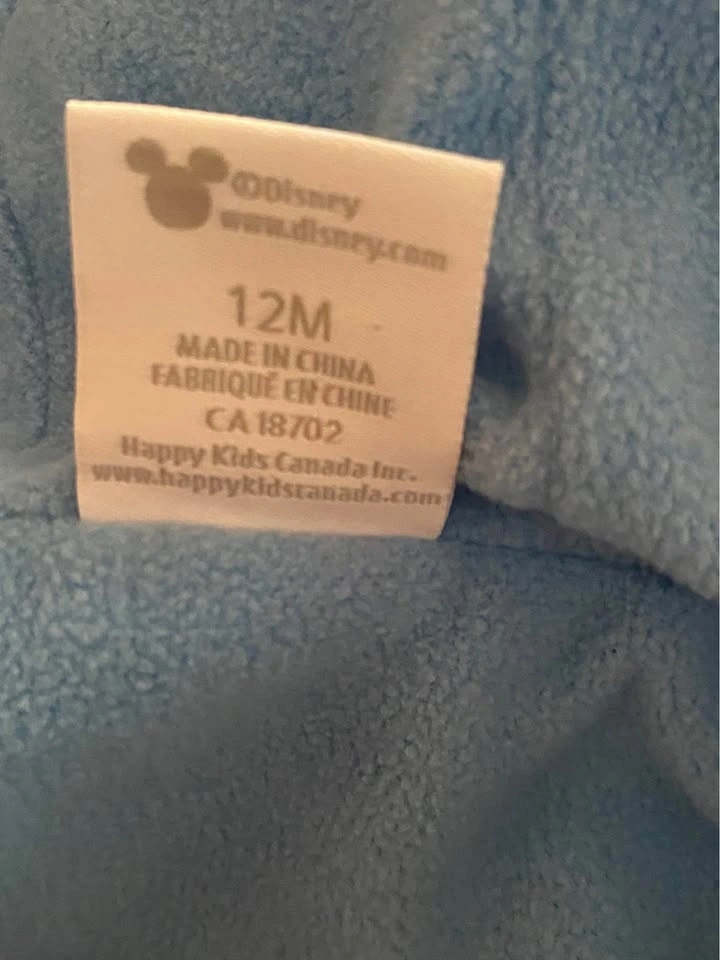 ©Disney
www.disney.com
12M
MADE IN CHINA
FABRIQUÉ EN CHINE
CA 18702
Happy Kids Canada Inc.
www.happykidscanada.com